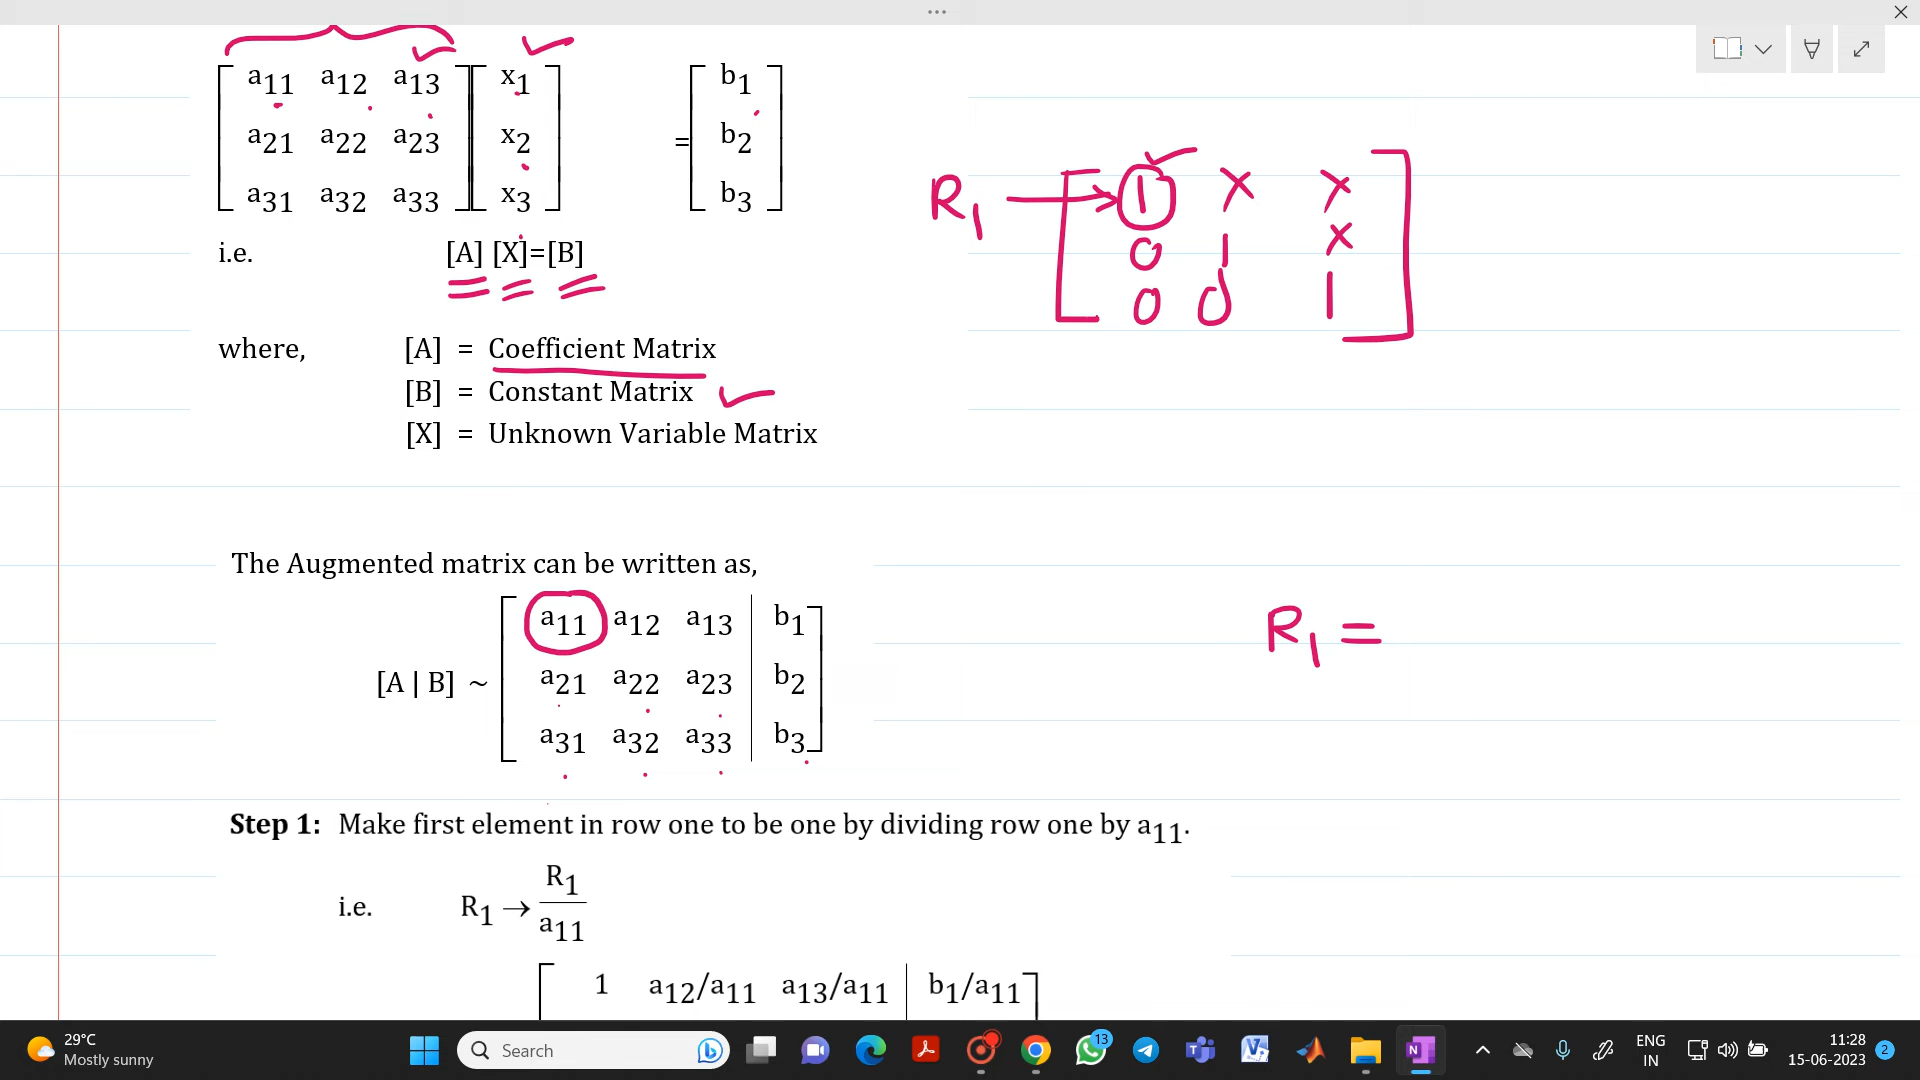 a11 a12 a13 x1 b1
a21 a22 a23 x2 = b2
a31 a32 a33 x3 b3
i.e. [A] [X]=[B]
where, [A] = Coefficient Matrix
[B] = Constant Matrix
[X] = Unknown Variable Matrix
R1 1 x x
0 1 x
0 0 1
The Augmented matrix can be written as,
a11 a12 a13 b1
[A | B] ~ a21 a22 a23 b2
a31 a32 a33 b3
R1 =
Step 1: Make first element in row one to be one by dividing row one by a11.
i.e. R1 → R1/a11
1 a12/a11 a13/a11 b1/a11
29°C
Mostly sunny
Search
13
ENG
IN
11:28
15-06-2023
2